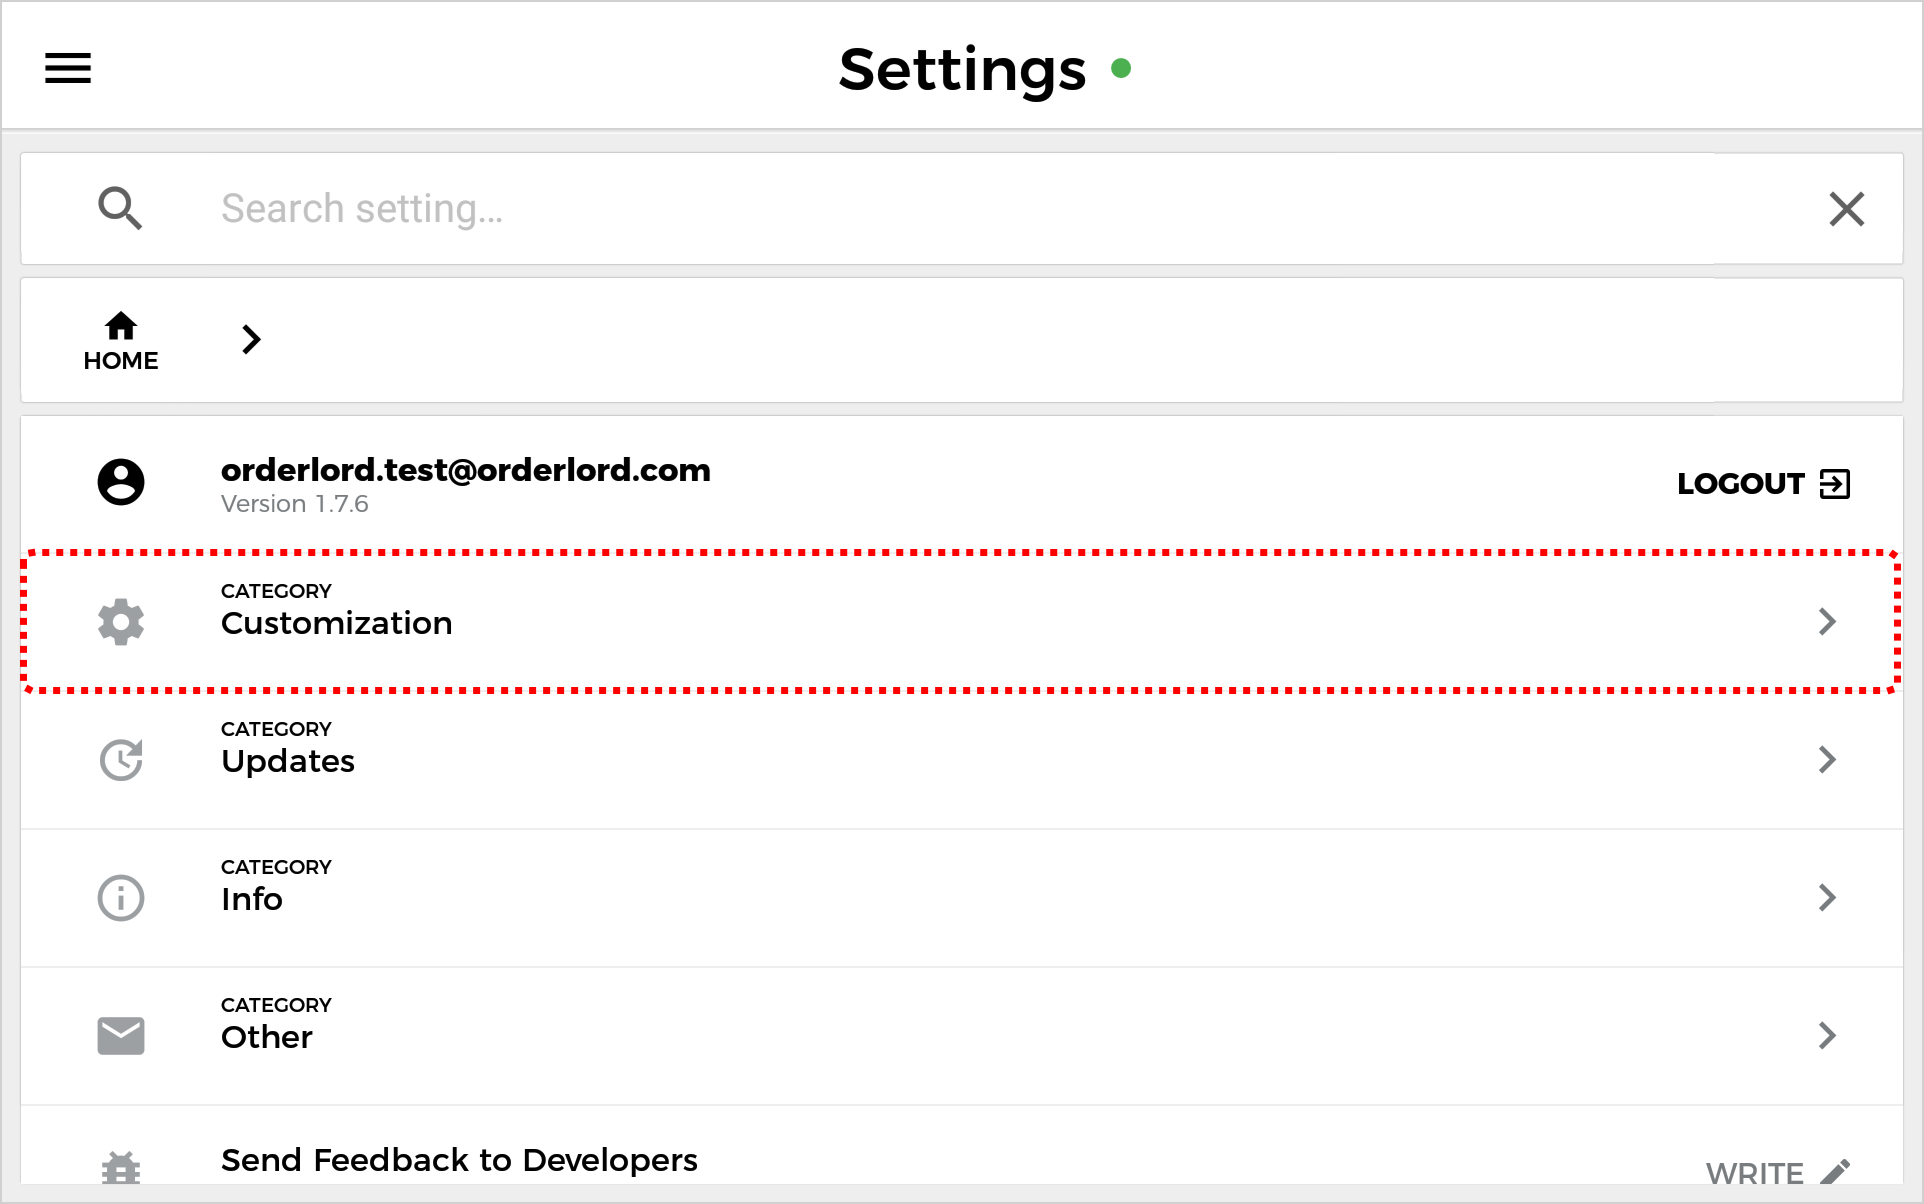 Settings
Search setting...
HOME
orderlord.test@orderlord.com
Version 1.7.6
LOGOUT
CATEGORY
Customization
CATEGORY
Updates
CATEGORY
Info
CATEGORY
Other
Send Feedback to Developers
WRITE